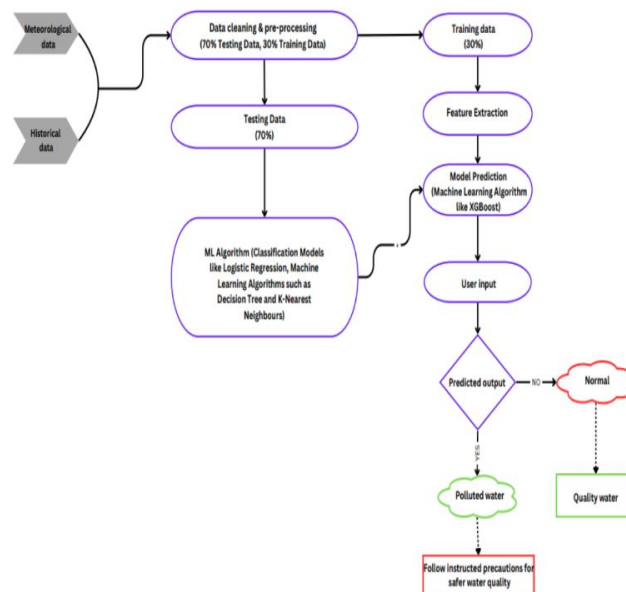 Meteorological
data
Data cleaning & pre-processing
(70% Testing Data, 30% Training Data)
Training data
(30%)
Historical
data
Testing Data
(70%)
Feature Extraction
Model Prediction
(Machine Learning Algorithm
like XGBoost)
ML Algorithm (Classification Models
like Logistic Regression, Machine
Learning Algorithms such as
Decision Tree and K-Nearest
Neighbours)
User input
Predicted output
NO
Normal
YES
Polluted water
Quality water
Follow instructed precautions for
safer water quality